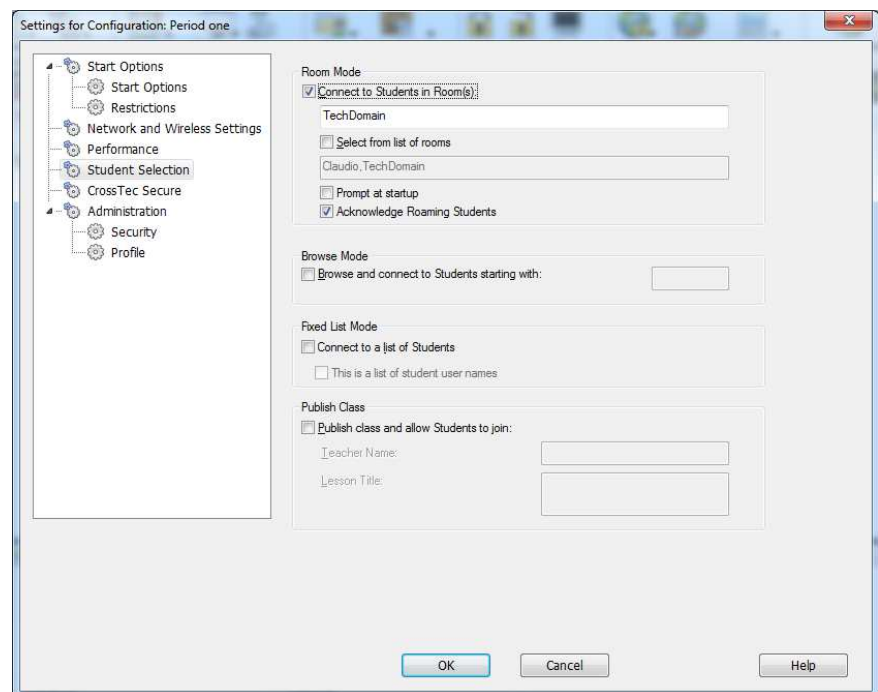 Settings for Configuration: Period one
Start Options
Start Options
Restrictions
Network and Wireless Settings
Performance
Student Selection
CrossTec Secure
Administration
Security
Profile
Room Mode
Connect to Students in Room(s):
TechDomain
Select from list of rooms
Claudio,TechDomain
Prompt at startup
Acknowledge Roaming Students
Browse Mode
Browse and connect to Students starting with:
Fixed List Mode
Connect to a list of Students
This is a list of student user names
Publish Class
Publish class and allow Students to join:
Teacher Name:
Lesson Title:
OK Cancel Help